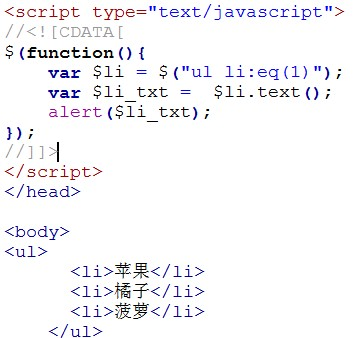 <script type="text/javascript">
//<![CDATA[
$(function(){
    var $li = $("ul li:eq(1)");
    var $li_txt =  $li.text();
    alert($li_txt);
});
//]]>
</script>
</head>

<body>
<ul>
      <li>苹果</li>
      <li>橘子</li>
      <li>菠萝</li>
    </ul>